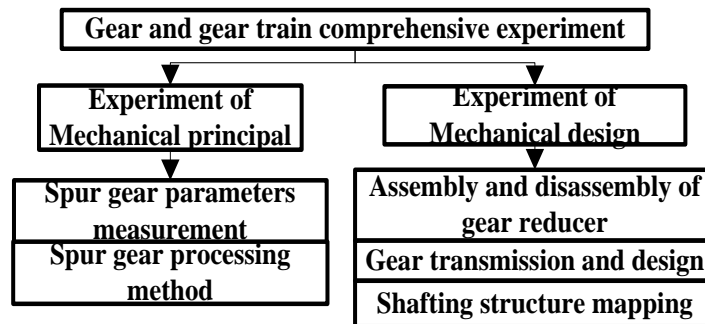 Gear and gear train comprehensive experiment
Experiment of
Mechanical principal
Experiment of
Mechanical design
Spur gear parameters
measurement
Spur gear processing
method
Assembly and disassembly of
gear reducer
Gear transmission and design
Shafting structure mapping